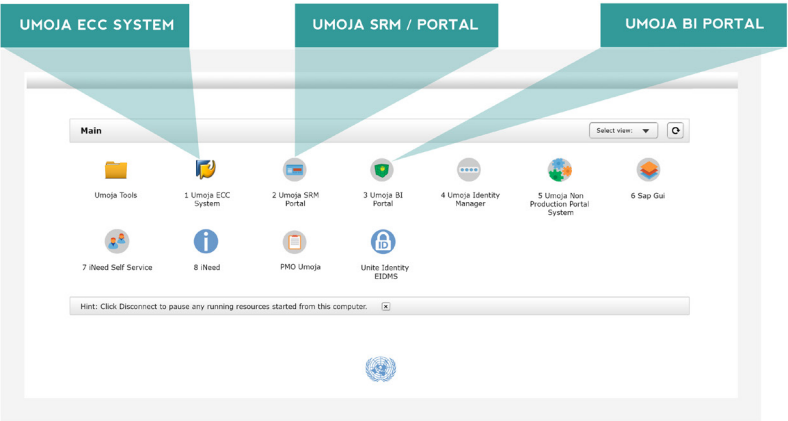 UMOJA ECC SYSTEM
UMOJA SRM / PORTAL
UMOJA BI PORTAL
Main
Select view:
Umoja Tools
1 Umoja ECC
System
2 Umoja SRM
Portal
3 Umoja BI
Portal
4 Umoja Identity
Manager
5 Umoja Non
Production Portal
System
6 Sap Gui
7 iNeed Self Service
8 iNeed
PMO Umoja
ID
Unite Identity
EIDMS
Hint: Click Disconnect to pause any running resources started from this computer.